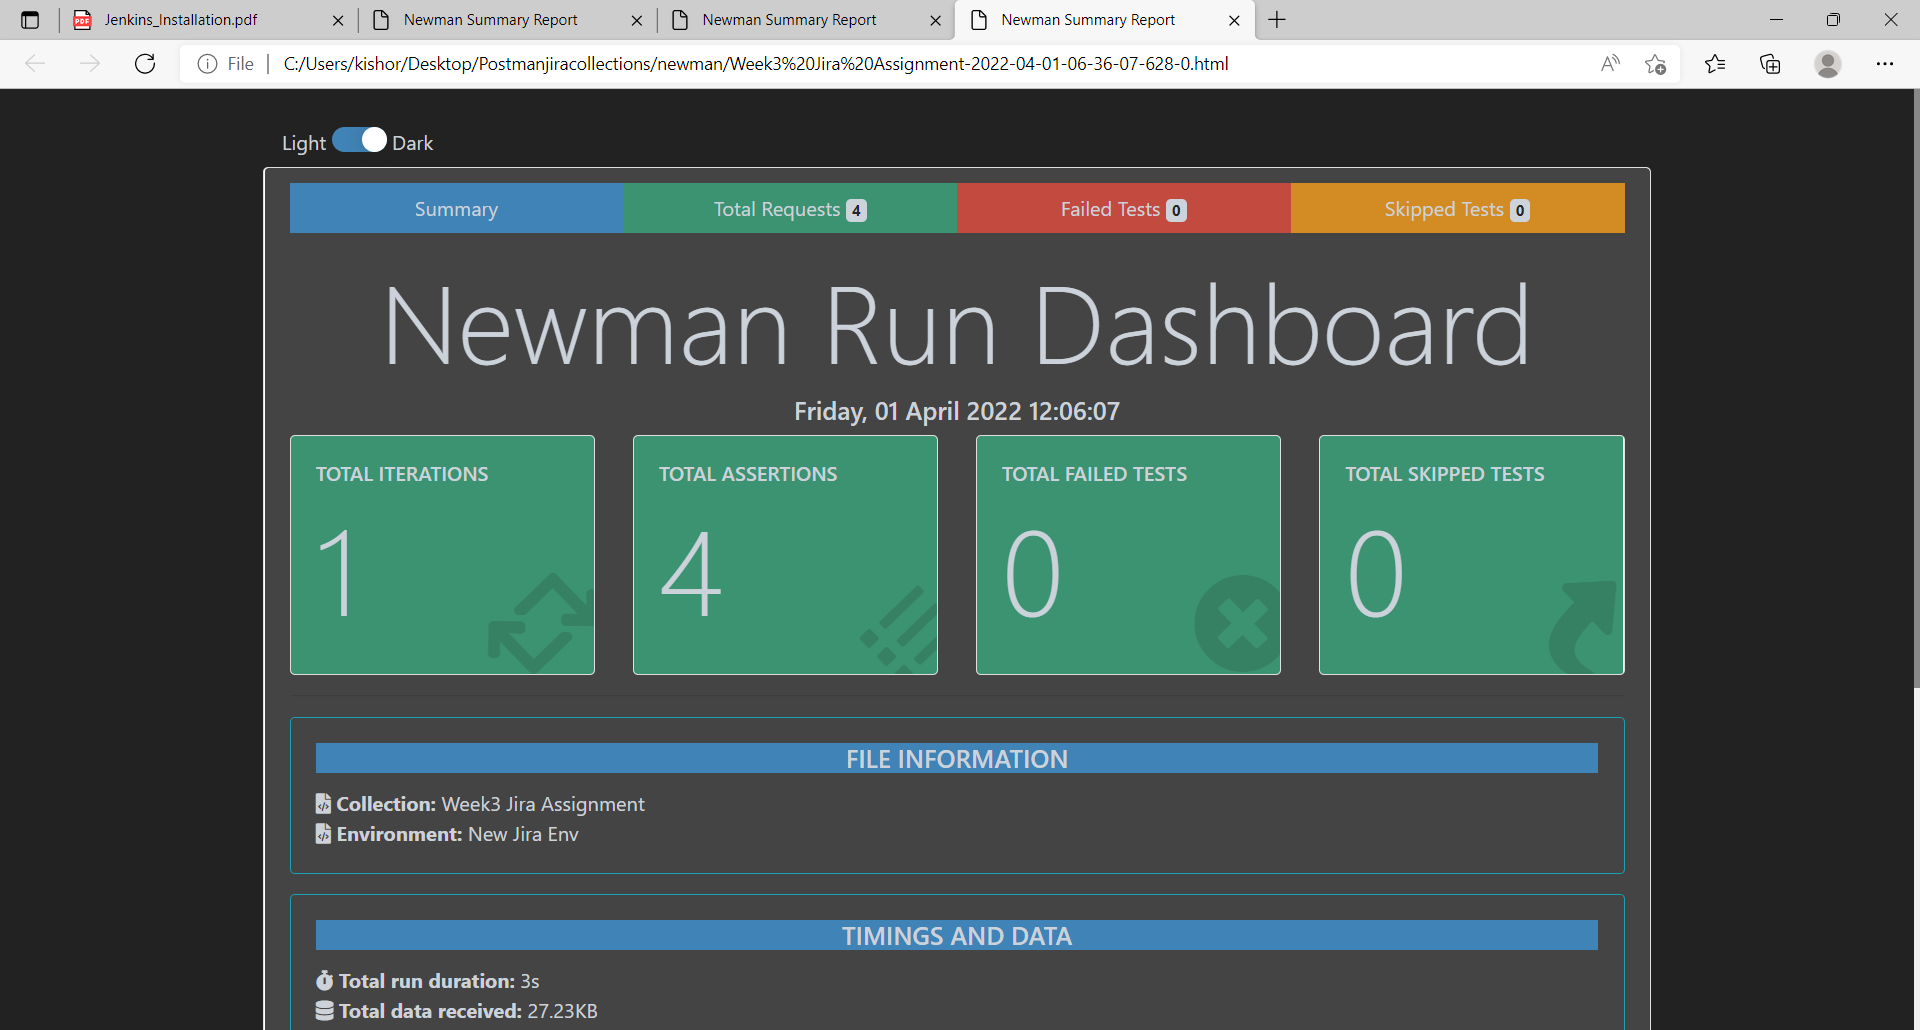 Jenkins_Installation.pdf
Newman Summary Report
Newman Summary Report
Newman Summary Report
File
C:/Users/kishor/Desktop/Postmanjiracollections/newman/Week3%20Jira%20Assignment-2022-04-01-06-36-07-628-0.html
Light Dark
Summary
Total Requests 4
Failed Tests 0
Skipped Tests 0
Newman Run Dashboard
Friday, 01 April 2022 12:06:07
TOTAL ITERATIONS
1
TOTAL ASSERTIONS
4
TOTAL FAILED TESTS
0
TOTAL SKIPPED TESTS
0
FILE INFORMATION
Collection: Week3 Jira Assignment
Environment: New Jira Env
TIMINGS AND DATA
Total run duration: 3s
Total data received: 27.23KB